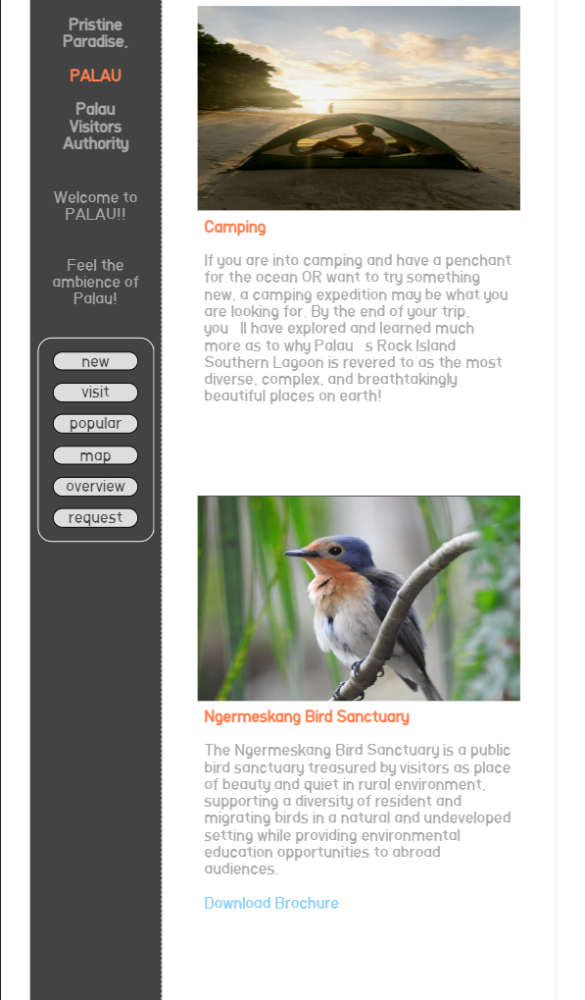 Pristine
Paradise.
PALAU
Palau
Visitors
Authority
Welcome to
PALAU!!
Feel the
ambience of
Palau!
new
visit
popular
map
overview
request
Camping
If you are into camping and have a penchant
for the ocean OR want to try something
new, a camping expedition may be what you
are looking for. By the end of your trip,
you ll have explored and learned much
more as to why Palau s Rock Island
Southern Lagoon is revered to as the most
diverse, complex, and breathtakingly
beautiful places on earth!
Ngermeskang Bird Sanctuary
The Ngermeskang Bird Sanctuary is a public
bird sanctuary treasured by visitors as place
of beauty and quiet in rural environment,
supporting a diversity of resident and
migrating birds in a natural and undeveloped
setting while providing environmental
education opportunities to abroad
audiences.
Download Brochure